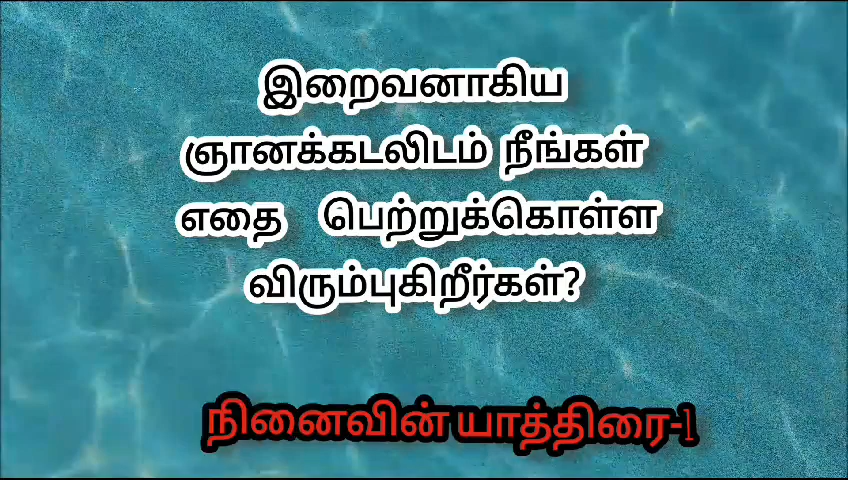 இறைவனாகிய
ஞானக்கடலிடம் நீங்கள்
எதை பெற்றுக்கொள்ள
விரும்புகிறீர்கள்?
நினைவின் யாத்திரை-1